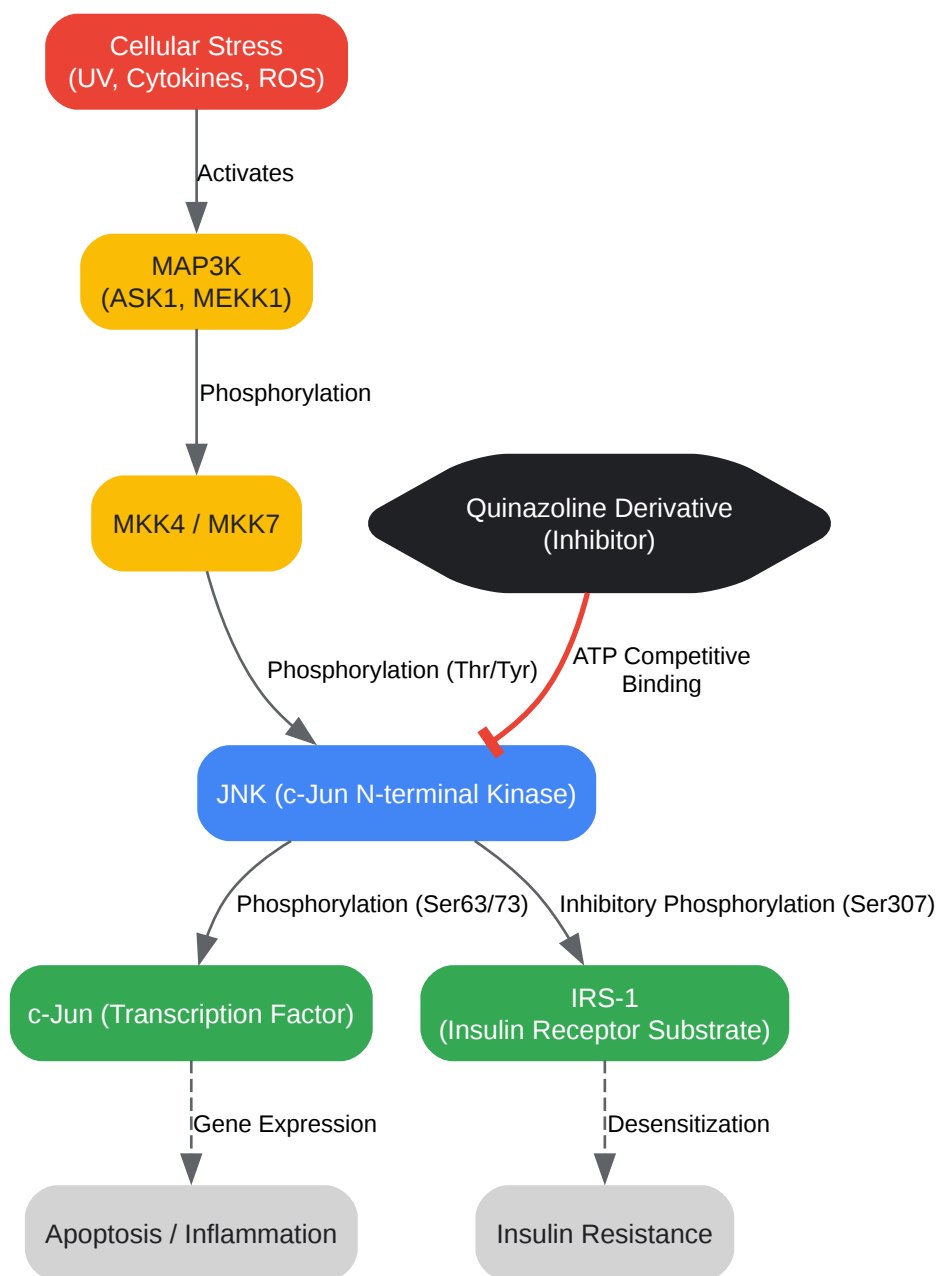 Cellular Stress
(UV, Cytokines, ROS)
Activates
MAP3K
(ASK1, MEKK1)
Phosphorylation
MKK4 / MKK7
Quinazoline Derivative
(Inhibitor)
Phosphorylation (Thr/Tyr)
ATP Competitive
Binding
JNK (c-Jun N-terminal Kinase)
Phosphorylation (Ser63/73)
Inhibitory Phosphorylation (Ser307)
c-Jun (Transcription Factor)
IRS-1
(Insulin Receptor Substrate)
Gene Expression
Desensitization
Apoptosis / Inflammation
Insulin Resistance